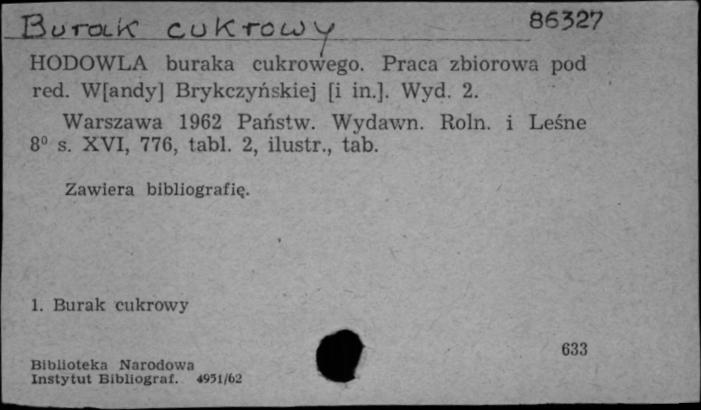 Burak cukrowy 86327
HODOWLA buraka cukrowego. Praca zbiorowa pod
red. W[andy] Brykczyńskiej [i in.]. Wyd. 2.
Warszawa 1962 Państw. Wydawn. Roln. i Leśne
8⁰ s. XVI, 776, tabl. 2, ilustr., tab.
Zawiera bibliografię.
1. Burak cukrowy
633
Biblioteka Narodowa
Instytut Bibliograf. 4951/62